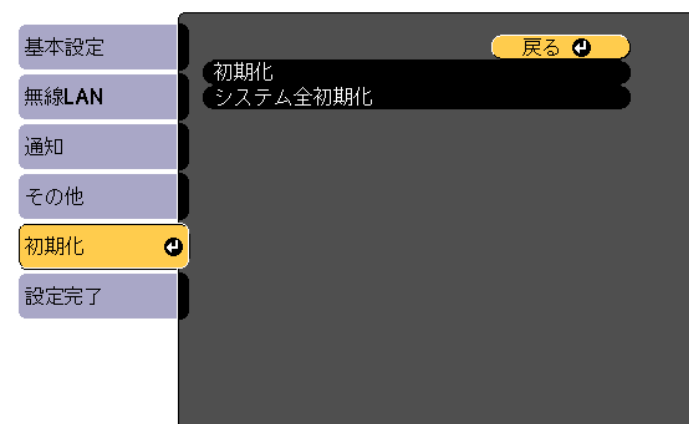 基本設定
無線LAN
通知
その他
初期化
設定完了
戻る
初期化
システム全初期化